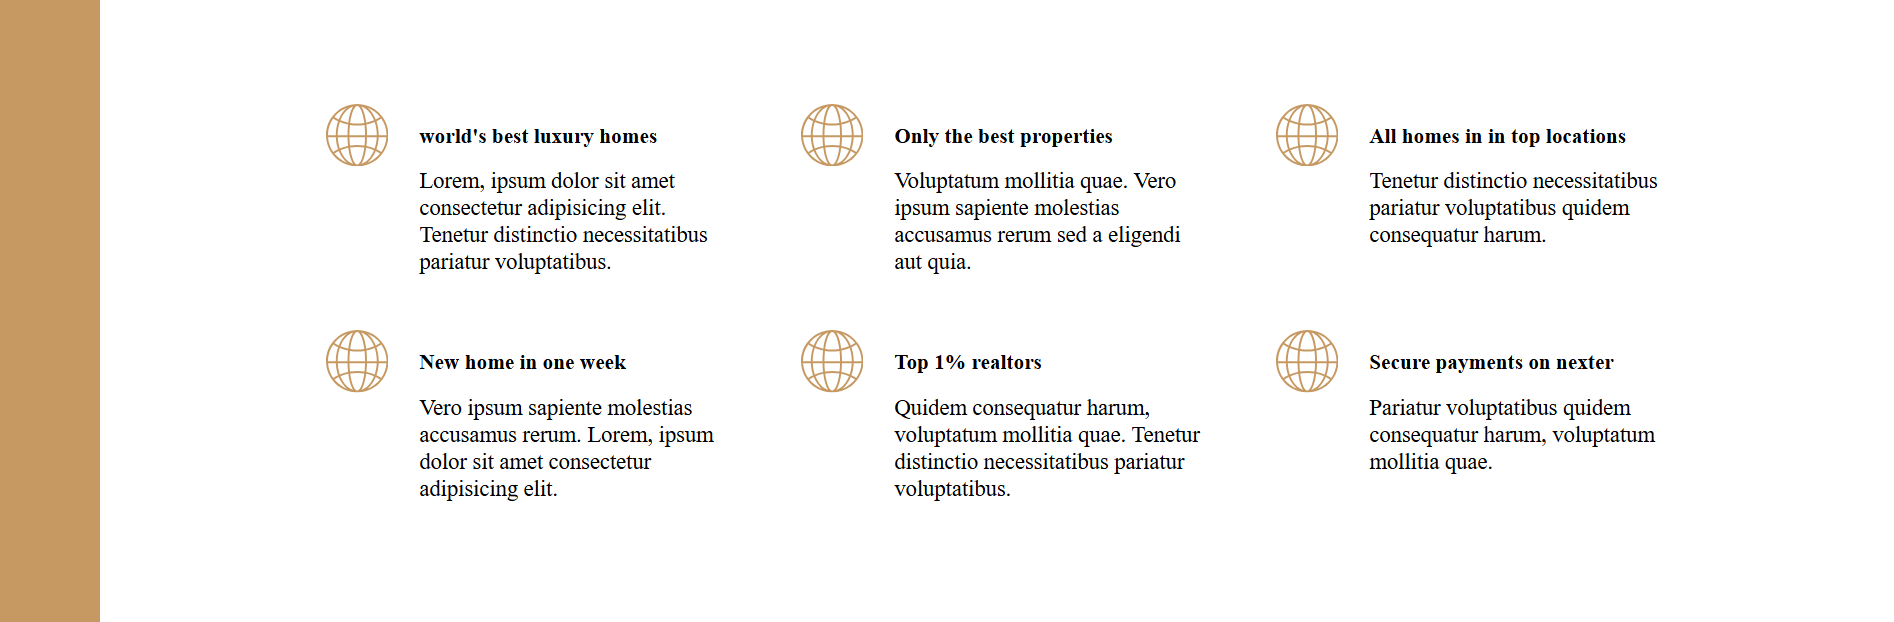 world's best luxury homes
Lorem, ipsum dolor sit amet
consectetur adipisicing elit.
Tenetur distinctio necessitatibus
pariatur voluptatibus.
Only the best properties
Voluptatum mollitia quae. Vero
ipsum sapiente molestias
accusamus rerum sed a eligendi
aut quia.
All homes in in top locations
Tenetur distinctio necessitatibus
pariatur voluptatibus quidem
consequatur harum.
New home in one week
Vero ipsum sapiente molestias
accusamus rerum. Lorem, ipsum
dolor sit amet consectetur
adipisicing elit.
Top 1% realtors
Quidem consequatur harum,
voluptatum mollitia quae. Tenetur
distinctio necessitatibus pariatur
voluptatibus.
Secure payments on nexter
Pariatur voluptatibus quidem
consequatur harum, voluptatum
mollitia quae.